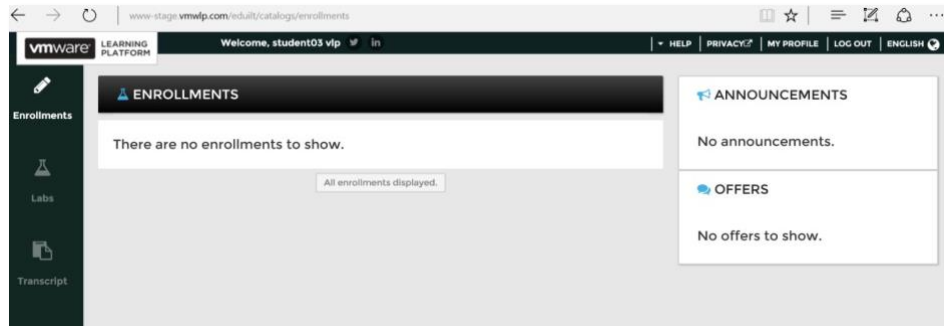 www-stage.vmwlp.com/eduilt/catalogs/enrollments
vmware LEARNING PLATFORM
Welcome, student03 vlp
HELP PRIVACY MY PROFILE LOG OUT ENGLISH
Enrollments
Labs
Transcript
ENROLLMENTS
There are no enrollments to show.
All enrollments displayed.
ANNOUNCEMENTS
No announcements.
OFFERS
No offers to show.